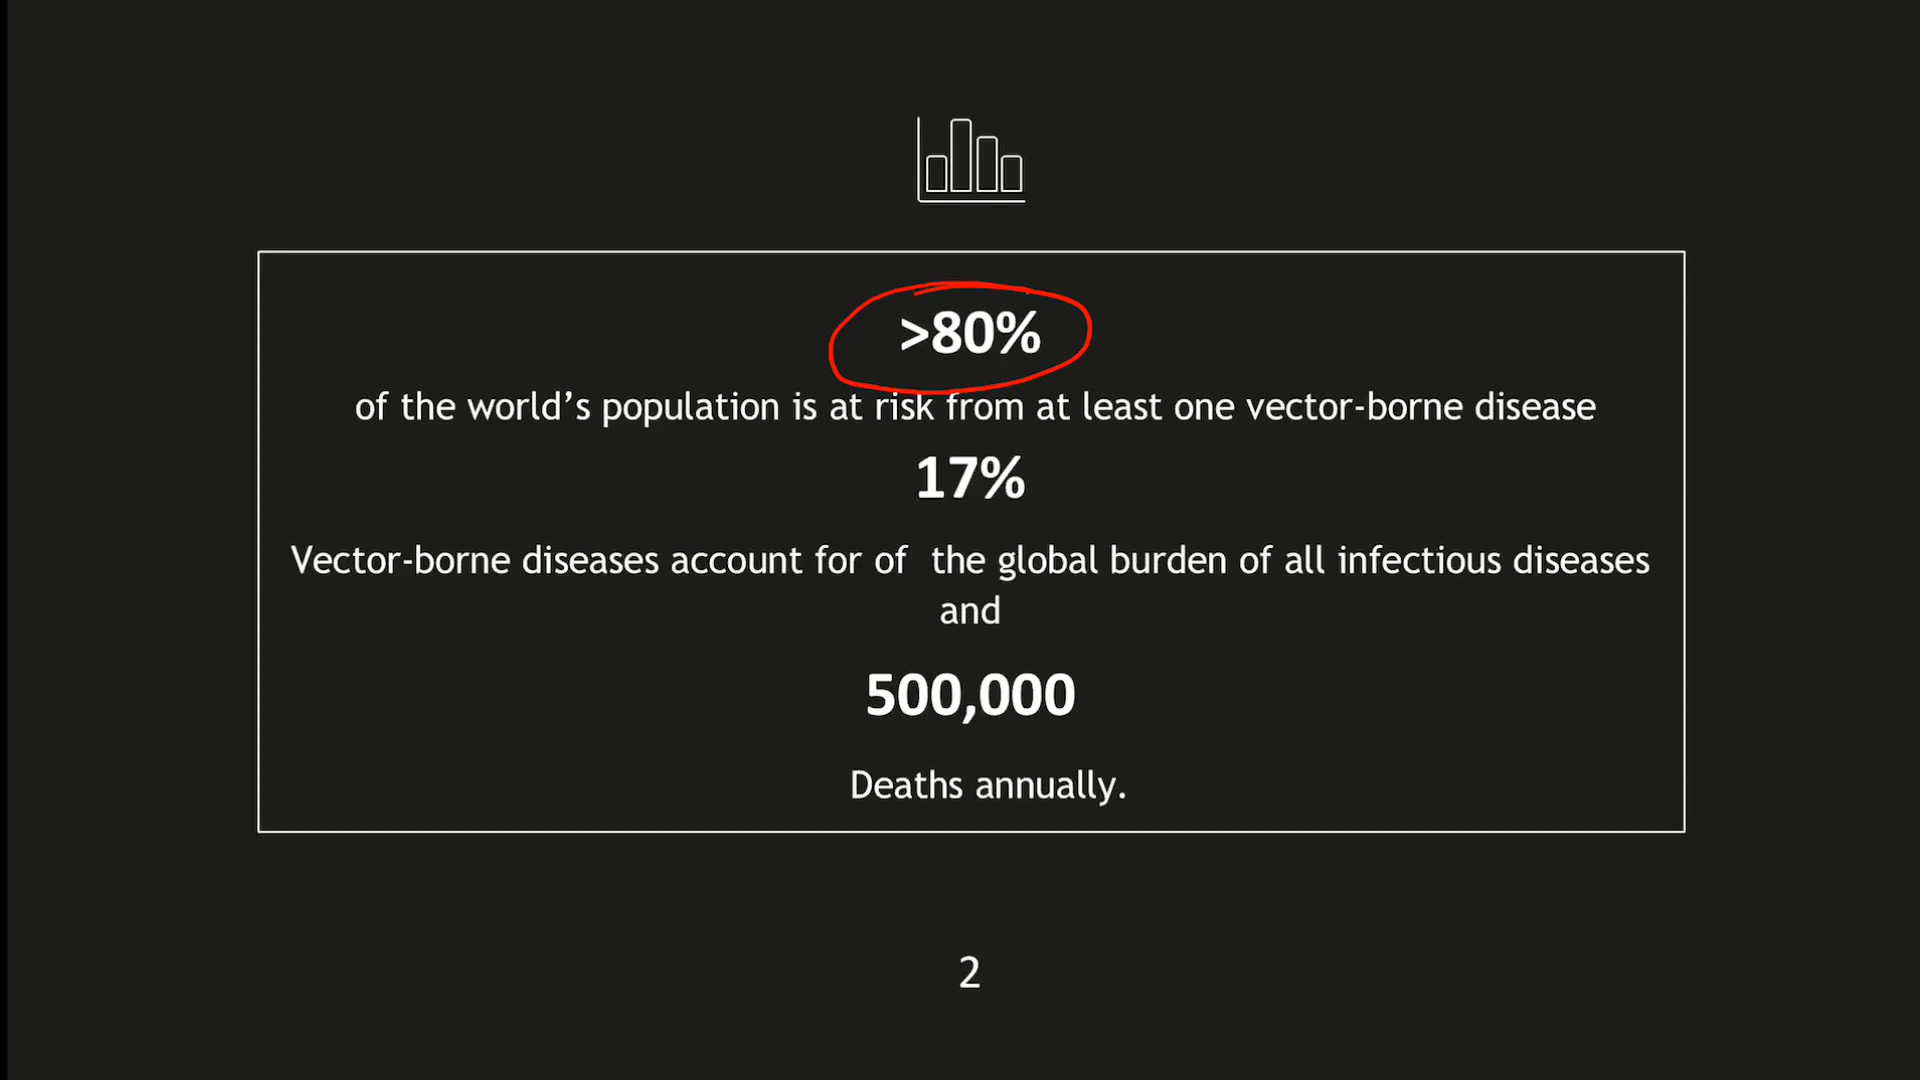 >80%
of the world’s population is at risk from at least one vector-borne disease
17%
Vector-borne diseases account for of  the global burden of all infectious diseases
and
500,000
Deaths annually.
2